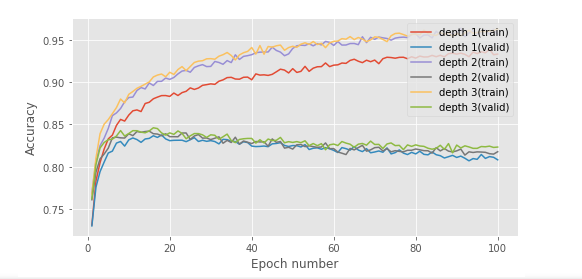 depth 1(train)
depth 1(valid)
depth 2(train)
depth 2(valid)
depth 3(train)
depth 3(valid)
0.95
0.90
0.85
0.80
0.75
Accuracy
0 20 40 60 80 100
Epoch number